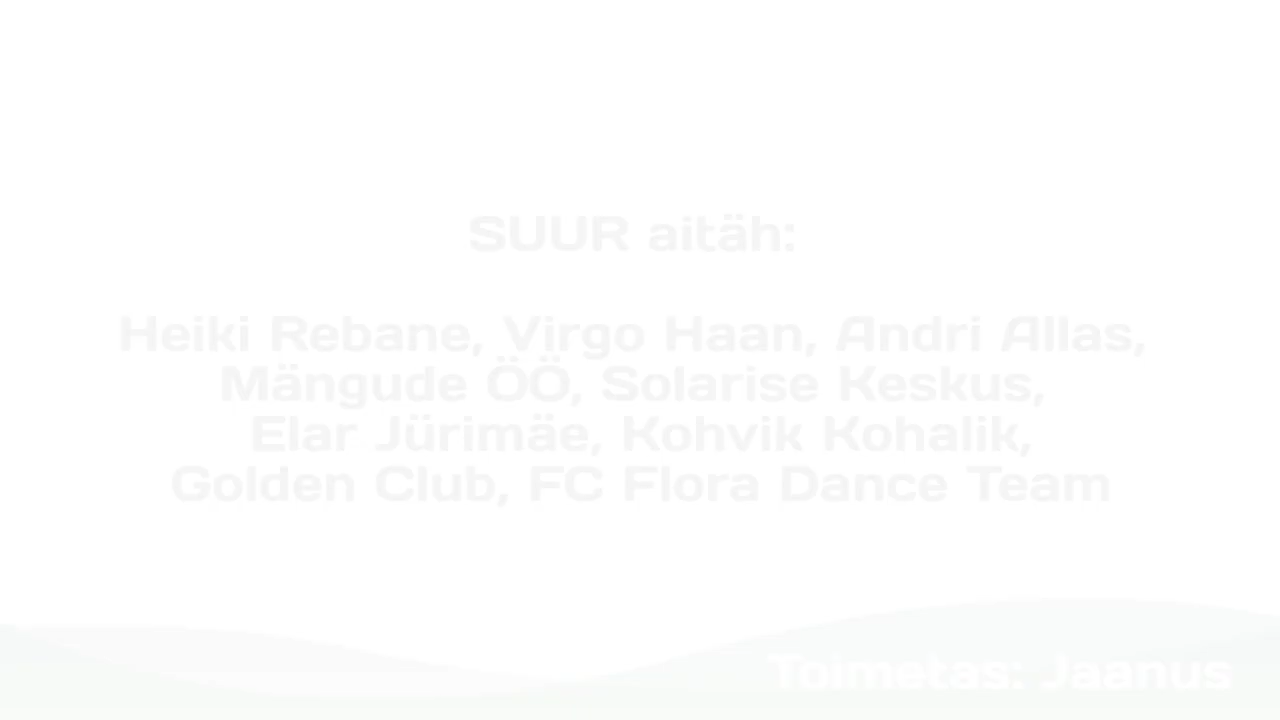 SUUR aitäh:
Heiki Rebane, Virgo Haan, Andri Allas,
Mängude ÖÖ, Solarise Keskus,
Elar Jürimäe, Kohvik Kohalik,
Golden Club, FC Flora Dance Team
Toimetas: Jaanus